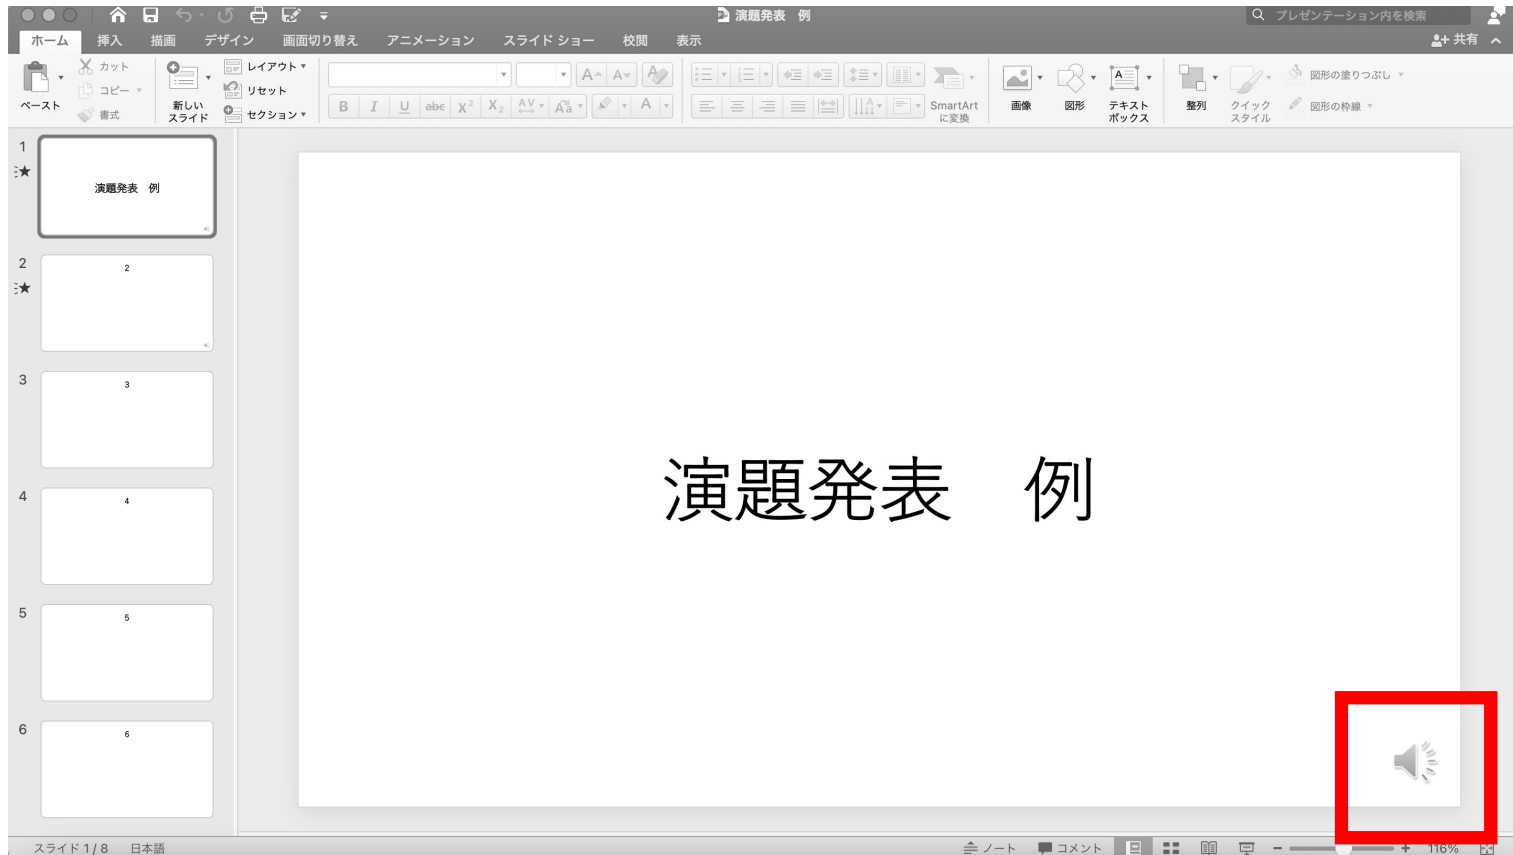 演題発表　例
プレゼンテーション内を検索
ホーム　挿入　描画　デザイン　画面切り替え　アニメーション　スライド ショー　校閲　表示　共有
ペースト
カット
コピー
書式
新しい
スライド
レイアウト
リセット
セクション
B I U abc X² X₂ AV Aa A
A A A
SmartArt
に変換
画像
図形
テキスト
ボックス
整列
クイック
スタイル
図形の塗りつぶし
図形の枠線
1
演題発表　例
2
2
3
3
4
4
5
5
6
6
演題発表　例
スライド 1 / 8　日本語　ノート　コメント　116%